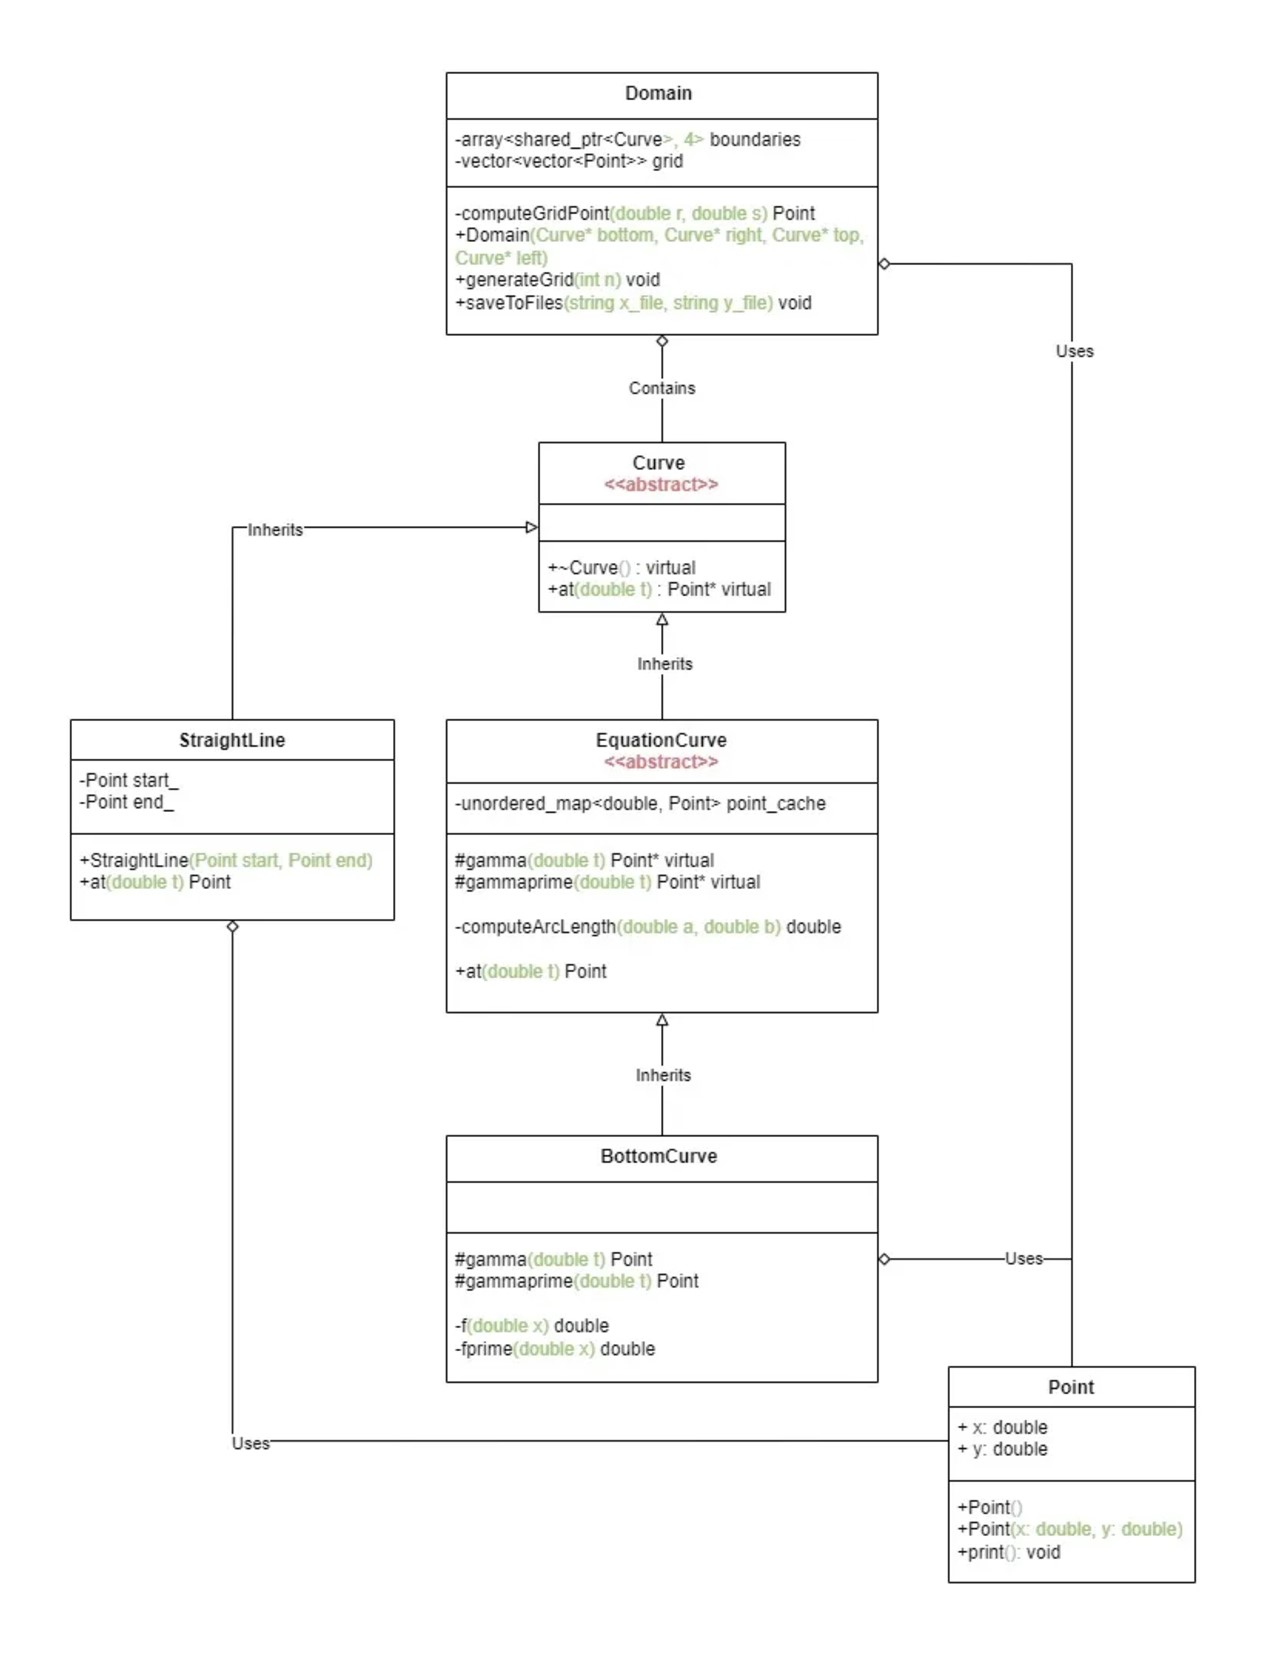 Domain
-array<shared_ptr<Curve>, 4> boundaries
-vector<vector<Point>> grid
-computeGridPoint(double r, double s) Point
+Domain(Curve* bottom, Curve* right, Curve* top,
Curve* left)
+generateGrid(int n) void
+saveToFiles(string x_file, string y_file) void
Uses
Contains
Curve
<<abstract>>
Inherits
+~Curve() : virtual
+at(double t) : Point* virtual
Inherits
StraightLine
-Point start_
-Point end_
+StraightLine(Point start, Point end)
+at(double t) Point
EquationCurve
<<abstract>>
-unordered_map<double, Point> point_cache
#gamma(double t) Point* virtual
#gammaprime(double t) Point* virtual
-computeArcLength(double a, double b) double
+at(double t) Point
Inherits
BottomCurve
#gamma(double t) Point
#gammaprime(double t) Point
-f(double x) double
-fprime(double x) double
Uses
Uses
Point
+ x: double
+ y: double
+Point()
+Point(x: double, y: double)
+print(): void